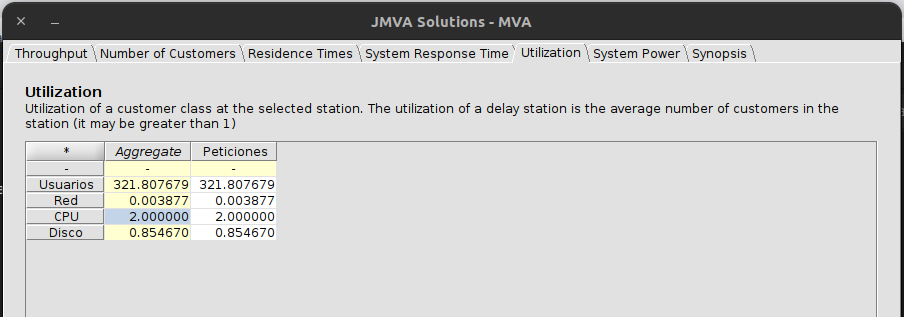 JMVA Solutions - MVA
Throughput Number of Customers Residence Times System Response Time Utilization System Power Synopsis
Utilization
Utilization of a customer class at the selected station. The utilization of a delay station is the average number of customers in the
station (it may be greater than 1)
* Aggregate Peticiones
- - -
Usuarios 321.807679 321.807679
Red 0.003877 0.003877
CPU 2.000000 2.000000
Disco 0.854670 0.854670